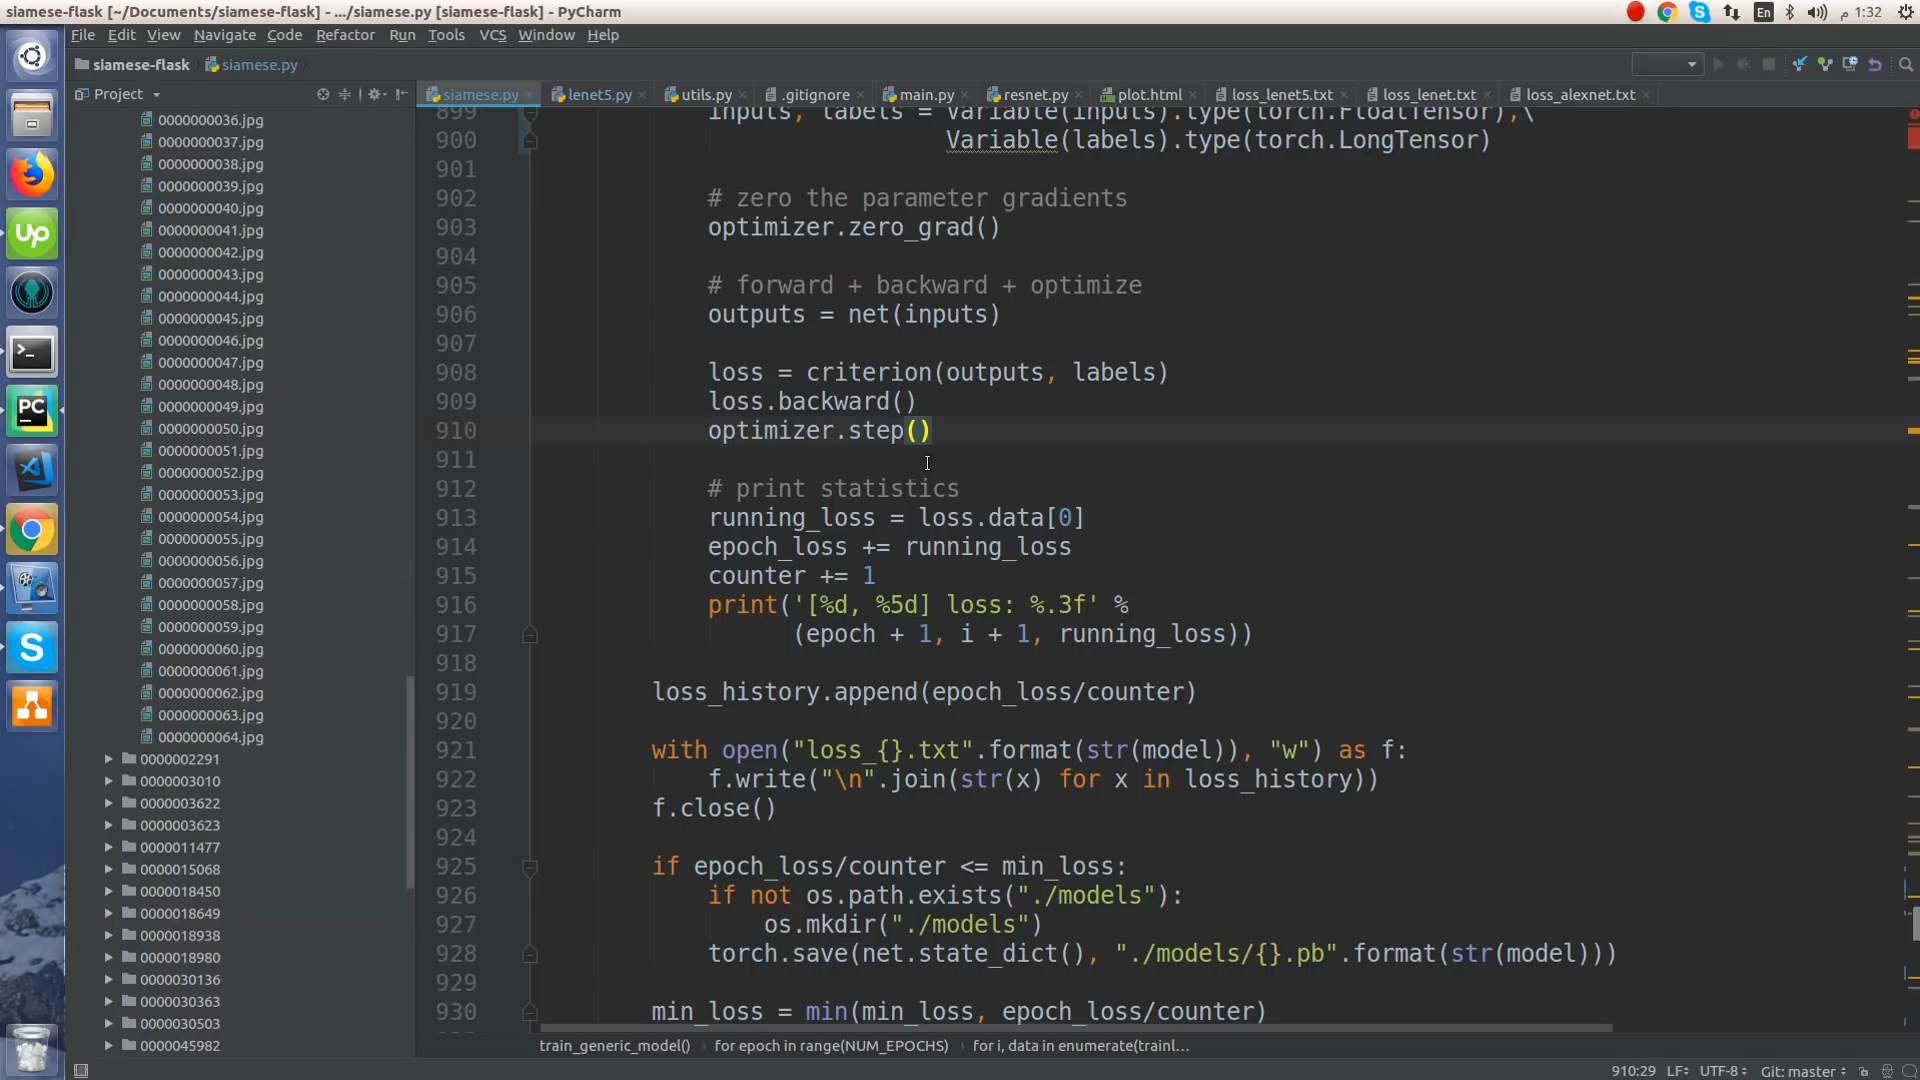 siamese-flask [~/Documents/siamese-flask] - .../siamese.py [siamese-flask] - PyCharm
En
1:32 م
File Edit View Navigate Code Refactor Run Tools VCS Window Help
siamese-flask siamese.py
Project
siamese.py lenet5.py utils.py .gitignore main.py resnet.py plot.html loss_lenet5.txt loss_lenet.txt loss_alexnet.txt
0000000036.jpg
0000000037.jpg
0000000038.jpg
0000000039.jpg
0000000040.jpg
0000000041.jpg
0000000042.jpg
0000000043.jpg
0000000044.jpg
0000000045.jpg
0000000046.jpg
0000000047.jpg
0000000048.jpg
0000000049.jpg
0000000050.jpg
0000000051.jpg
0000000052.jpg
0000000053.jpg
0000000054.jpg
0000000055.jpg
0000000056.jpg
0000000057.jpg
0000000058.jpg
0000000059.jpg
0000000060.jpg
0000000061.jpg
0000000062.jpg
0000000063.jpg
0000000064.jpg
0000002291
0000003010
0000003622
0000003623
0000011477
0000015068
0000018450
0000018649
0000018938
0000018980
0000030136
0000030363
0000030503
0000045982
899 inputs, labels = Variable(inputs).type(torch.FloatTensor),\
900 Variable(labels).type(torch.LongTensor)
901
902 # zero the parameter gradients
903 optimizer.zero_grad()
904
905 # forward + backward + optimize
906 outputs = net(inputs)
907
908 loss = criterion(outputs, labels)
909 loss.backward()
910 optimizer.step()
911
912 # print statistics
913 running_loss = loss.data[0]
914 epoch_loss += running_loss
915 counter += 1
916 print('[%d, %5d] loss: %.3f' %
917 (epoch + 1, i + 1, running_loss))
918
919 loss_history.append(epoch_loss/counter)
920
921 with open("loss_{}.txt".format(str(model)), "w") as f:
922 f.write("\n".join(str(x) for x in loss_history))
923 f.close()
924
925 if epoch_loss/counter <= min_loss:
926 if not os.path.exists("./models"):
927 os.mkdir("./models")
928 torch.save(net.state_dict(), "./models/{}.pb".format(str(model)))
929
930 min_loss = min(min_loss, epoch_loss/counter)
train_generic_model() for epoch in range(NUM_EPOCHS) for i, data in enumerate(trainl...
910:29 LF UTF-8 Git: master
Up
PC
S